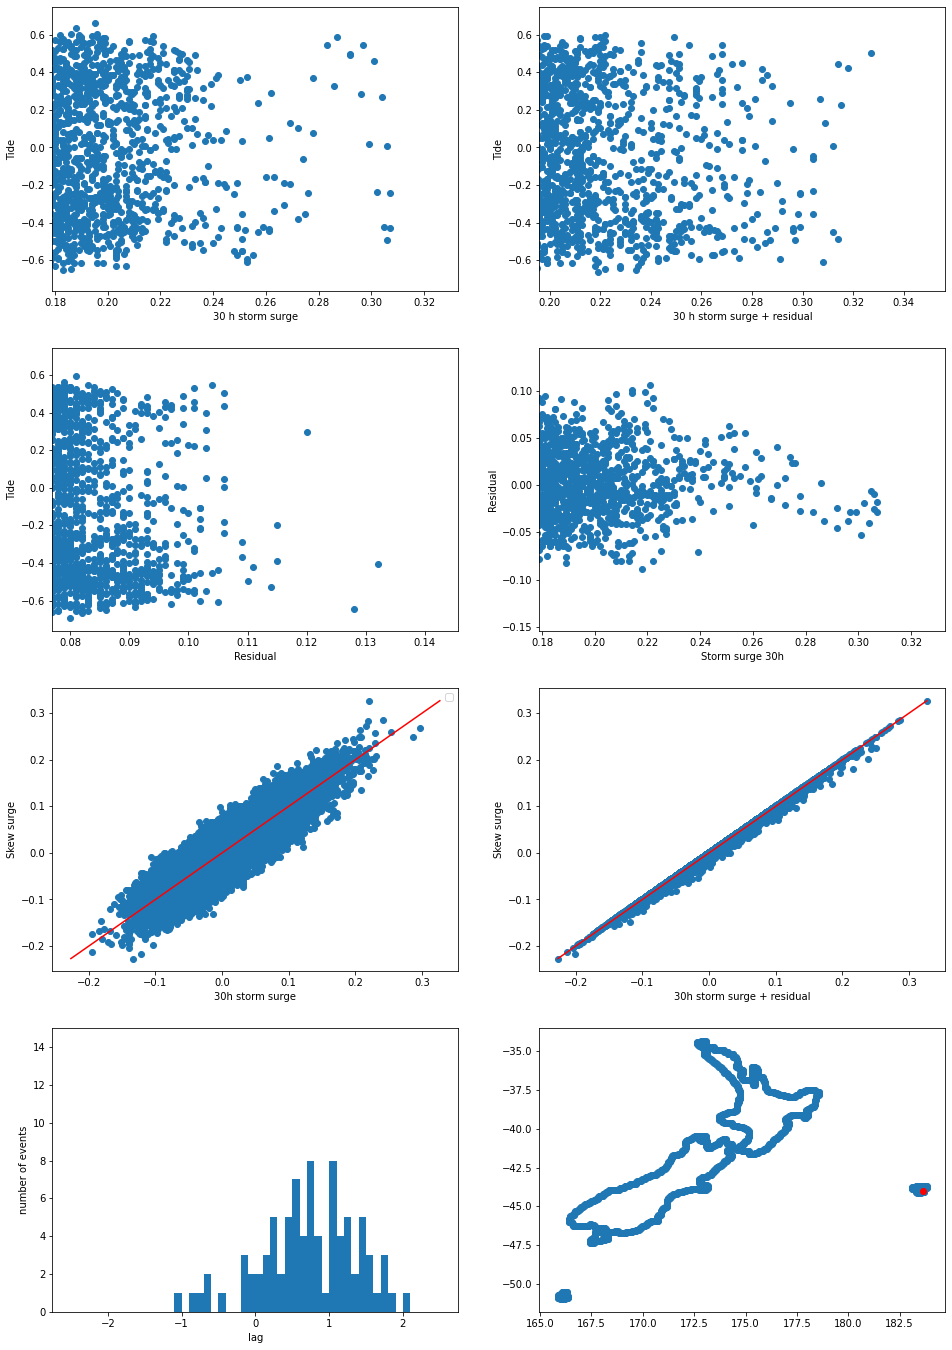 0.6
0.4
0.2
0.0
−0.2
−0.4
−0.6
Tide
0.18 0.20 0.22 0.24 0.26 0.28 0.30 0.32
30 h storm surge
0.6
0.4
0.2
0.0
−0.2
−0.4
−0.6
Tide
0.20 0.22 0.24 0.26 0.28 0.30 0.32 0.34
30 h storm surge + residual
0.6
0.4
0.2
0.0
−0.2
−0.4
−0.6
Tide
0.08 0.09 0.10 0.11 0.12 0.13 0.14
Residual
0.10
0.05
0.00
−0.05
−0.10
−0.15
Residual
0.18 0.20 0.22 0.24 0.26 0.28 0.30 0.32
Storm surge 30h
0.3
0.2
0.1
0.0
−0.1
−0.2
Skew surge
−0.2 −0.1 0.0 0.1 0.2 0.3
30h storm surge
0.3
0.2
0.1
0.0
−0.1
−0.2
Skew surge
−0.2 −0.1 0.0 0.1 0.2 0.3
30h storm surge + residual
14
12
10
8
6
4
2
0
number of events
−2 −1 0 1 2
lag
−35.0
−37.5
−40.0
−42.5
−45.0
−47.5
−50.0
165.0 167.5 170.0 172.5 175.0 177.5 180.0 182.5